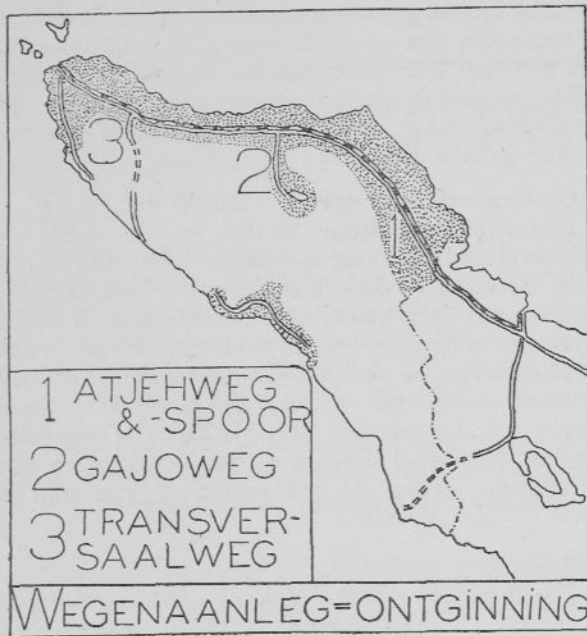 3
2
1
1 ATJEHWEG
& -SPOOR
2 GAJOWEG
3 TRANSVER-
SAALWEG
WEGENAANLEG=ONTGINNING